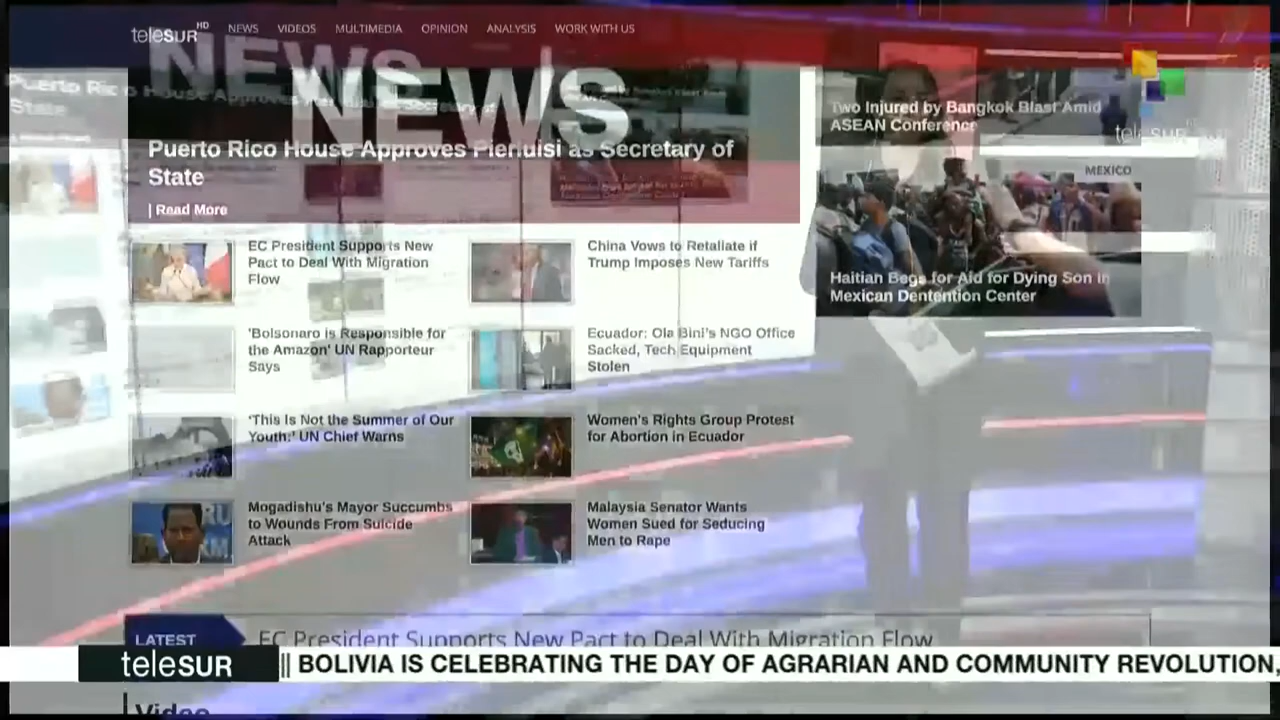 teleSUR HD
NEWS
VIDEOS
MULTIMEDIA
OPINION
ANALYSIS
WORK WITH US
NEWS
NEWS
Puerto Ric
State
Puerto Rico House Approves Pierluisi as Secretary of
State
| Read More
Two Injured by Bangkok Blast Amid
ASEAN Conference
teleSUR
MEXICO
Haitian Begs for Aid for Dying Son in
Mexican Dentention Center
EC President Supports New
Pact to Deal With Migration
Flow
China Vows to Retaliate if
Trump Imposes New Tariffs
'Bolsonaro is Responsible for
the Amazon' UN Rapporteur
Says
Ecuador: Ola Bini's NGO Office
Sacked, Tech Equipment
Stolen
'This Is Not the Summer of Our
Youth:' UN Chief Warns
Women's Rights Group Protest
for Abortion in Ecuador
Mogadishu's Mayor Succumbs
to Wounds From Suicide
Attack
Malaysia Senator Wants
Women Sued for Seducing
Men to Rape
LATEST
EC President Supports New Pact to Deal With Migration Flow
teleSUR
|| BOLIVIA IS CELEBRATING THE DAY OF AGRARIAN AND COMMUNITY REVOLUTION,
Video